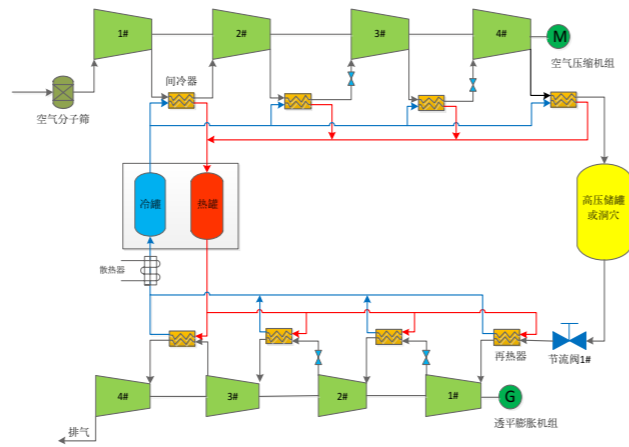 1#
2#
3#
4#
M
空气压缩机组
间冷器
空气分子筛
冷罐
热罐
高压储罐
或洞穴
散热器
再热器
节流阀1#
4#
3#
2#
1#
G
排气
透平膨胀机组